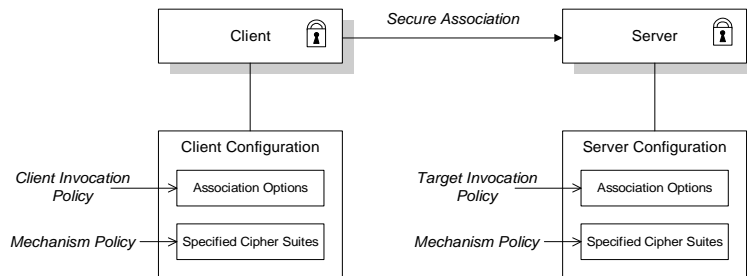 Secure Association
Client
Server
Client Configuration
Server Configuration
Client Invocation
Policy
Association Options
Target Invocation
Policy
Association Options
Mechanism Policy
Specified Cipher Suites
Mechanism Policy
Specified Cipher Suites